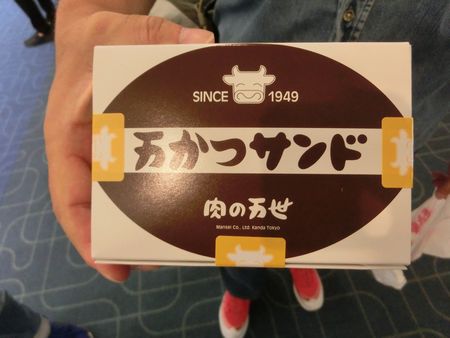 SINCE 1949
万かつサンド
肉の万世
Mansei Co., Ltd. Kanda Tokyo